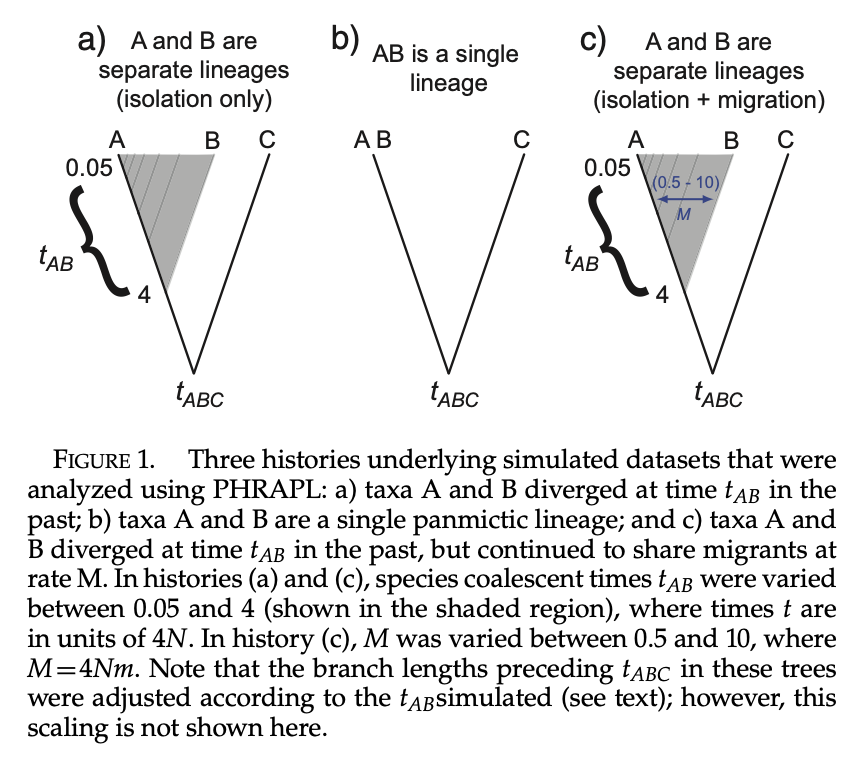 a) A and B are
separate lineages
(isolation only)
A
B
C
0.05
tAB
4
tABC
b) AB is a single
lineage
A B
C
tABC
c) A and B are
separate lineages
(isolation + migration)
A
B
C
0.05
(0.5 - 10)
M
tAB
4
tABC
FIGURE 1. Three histories underlying simulated datasets that were
analyzed using PHRAPL: a) taxa A and B diverged at time tAB in the
past; b) taxa A and B are a single panmictic lineage; and c) taxa A and
B diverged at time tAB in the past, but continued to share migrants at
rate M. In histories (a) and (c), species coalescent times tAB were varied
between 0.05 and 4 (shown in the shaded region), where times t are
in units of 4N. In history (c), M was varied between 0.5 and 10, where
M=4Nm. Note that the branch lengths preceding tABC in these trees
were adjusted according to the tABsimulated (see text); however, this
scaling is not shown here.